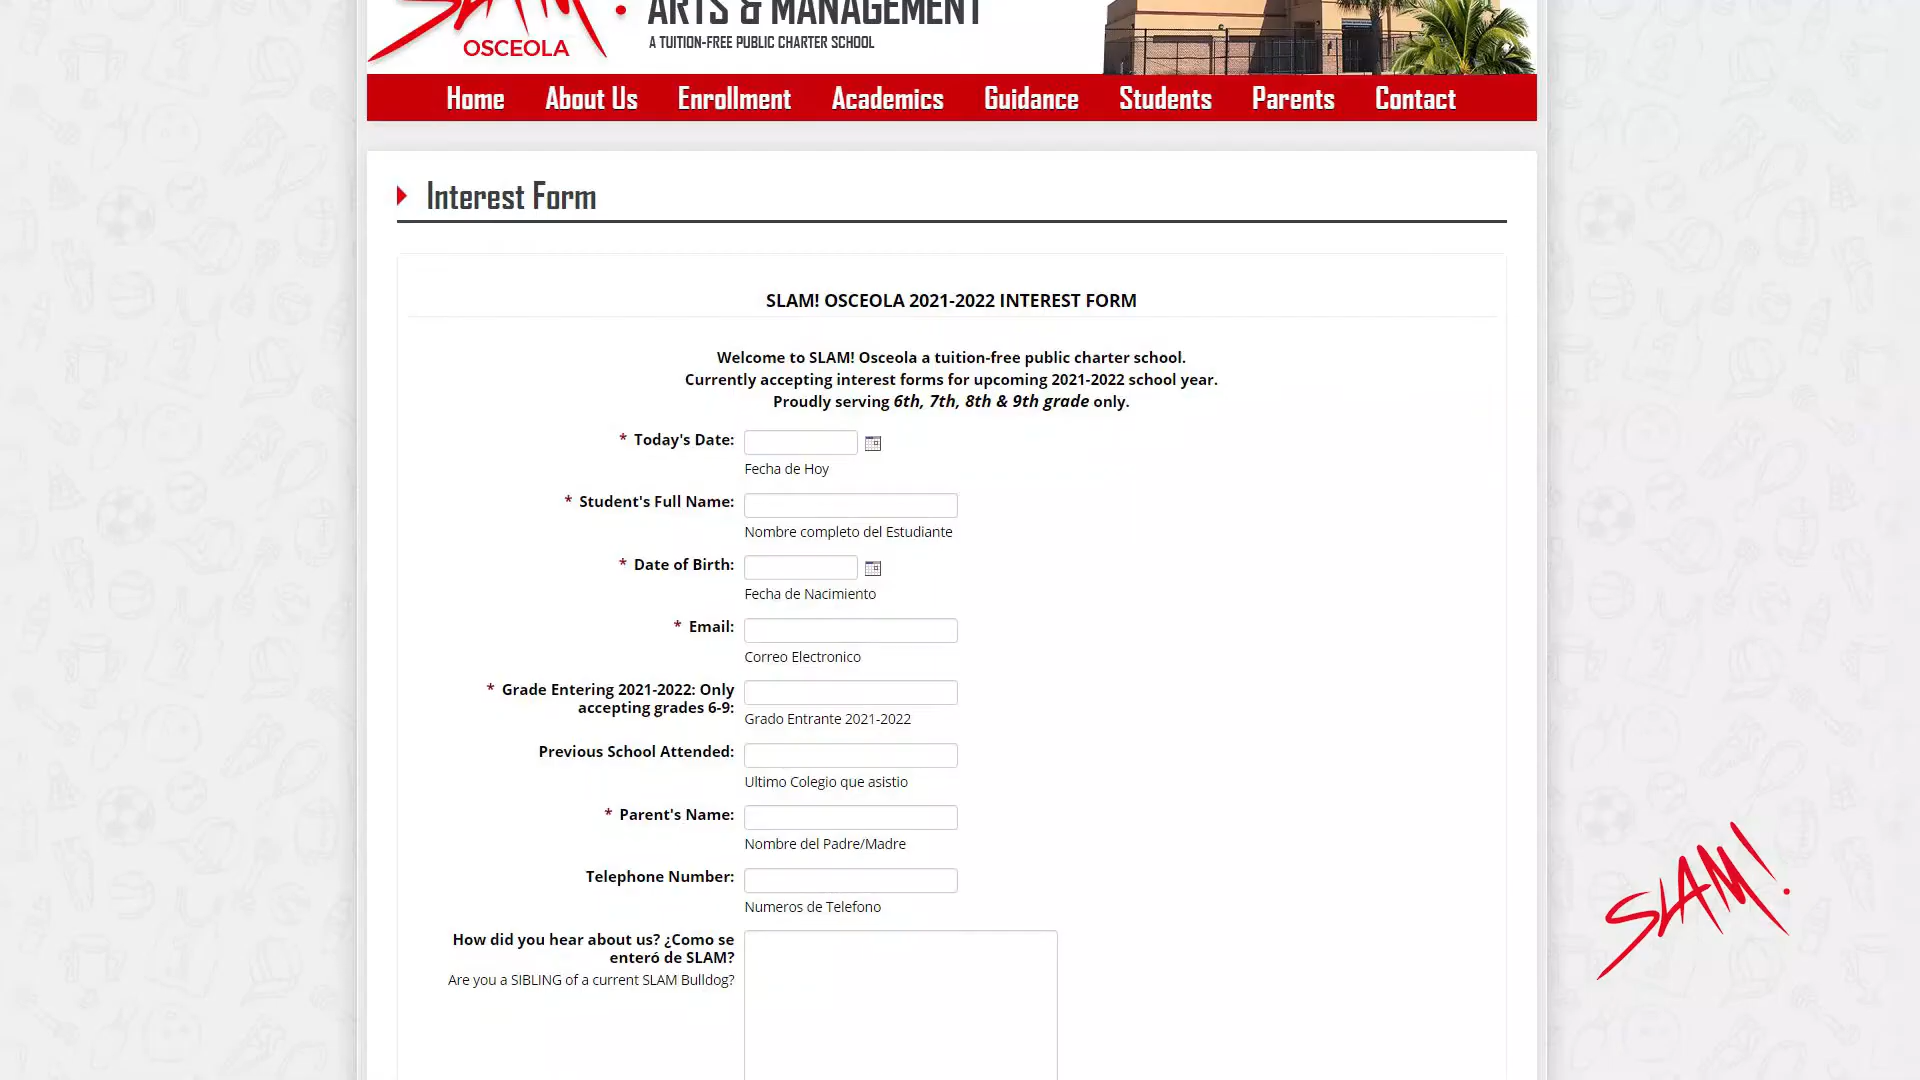 SLAM!
ARTS & MANAGEMENT
OSCEOLA
A TUITION-FREE PUBLIC CHARTER SCHOOL
Home About Us Enrollment Academics Guidance Students Parents Contact
Interest Form
SLAM! OSCEOLA 2021-2022 INTEREST FORM
Welcome to SLAM! Osceola a tuition-free public charter school.
Currently accepting interest forms for upcoming 2021-2022 school year.
Proudly serving 6th, 7th, 8th & 9th grade only.
* Today's Date:
Fecha de Hoy
* Student's Full Name:
Nombre completo del Estudiante
* Date of Birth:
Fecha de Nacimiento
* Email:
Correo Electronico
* Grade Entering 2021-2022: Only
accepting grades 6-9:
Grado Entrante 2021-2022
Previous School Attended:
Ultimo Colegio que asistio
* Parent's Name:
Nombre del Padre/Madre
Telephone Number:
Numeros de Telefono
How did you hear about us? ¿Como se
enteró de SLAM?
Are you a SIBLING of a current SLAM Bulldog?
SLAM!